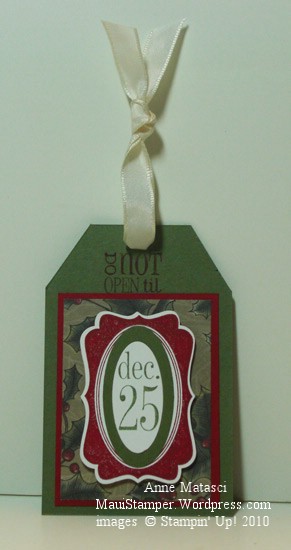 DO NOT
OPEN til
dec.
25
Anne Matasci
MauiStamper.Wordpress.com
images © Stampin' Up! 2010